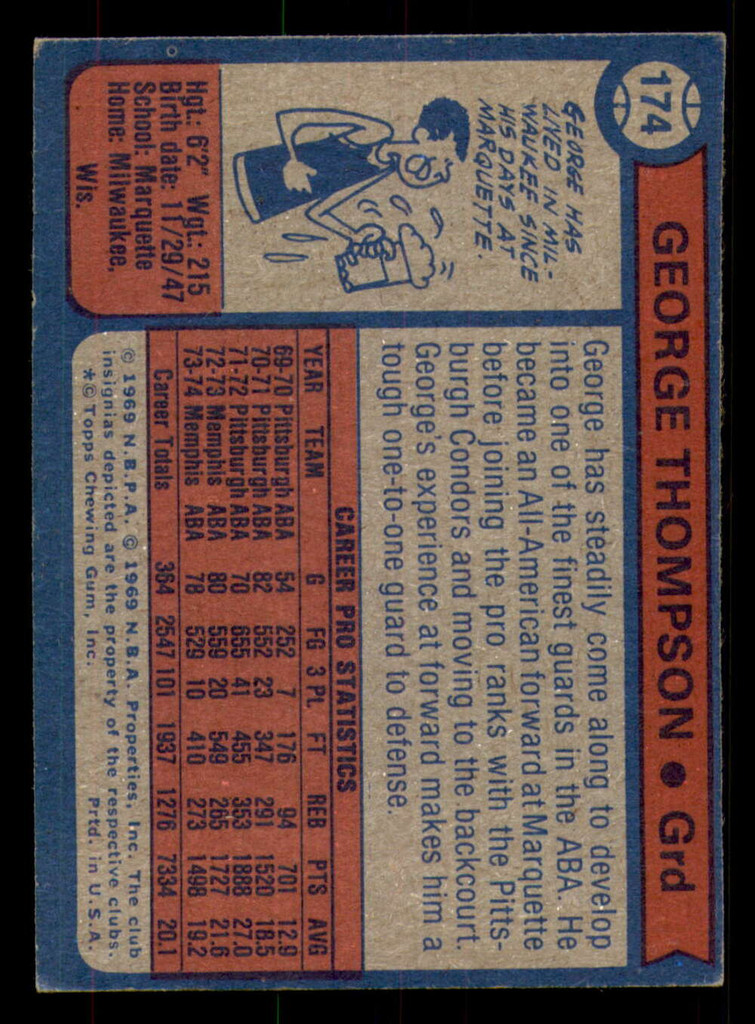 174
GEORGE THOMPSON • Grd
GEORGE HAS
LIVED IN MIL-
WAUKEE SINCE
HIS DAYS AT
MARQUETTE.
Hgt: 6'2" Wgt.: 215
Birth date: 11/29/47
School: Marquette
Home: Milwaukee,
Wis.
George has steadily come along to develop
into one of the finest guards in the ABA. He
became an All-American forward at Marquette
before joining the pro ranks with the Pitts-
burgh Condors and moving to the backcourt.
George's experience at forward makes him a
tough one-to-one guard to defense.
CAREER PRO STATISTICS
YEAR TEAM G FG 3 PL FT REB PTS AVG
69-70 Pittsburgh ABA 54 252 7 176 94 701 12.9
70-71 Pittsburgh ABA 82 552 23 347 291 1520 18.5
71-72 Pittsburgh ABA 70 655 41 455 353 1888 27.0
72-73 Memphis ABA 80 559 20 549 265 1727 21.6
73-74 Memphis ABA 78 529 10 410 273 1498 19.2
Career Totals 364 2547 101 1937 1276 7334 20.1
© 1969 N.B.P.A. © 1969 N.B.A. Properties, Inc. The club
insignias depicted are the property of the respective clubs.
*© Topps Chewing Gum, Inc. Prtd. in U.S.A.